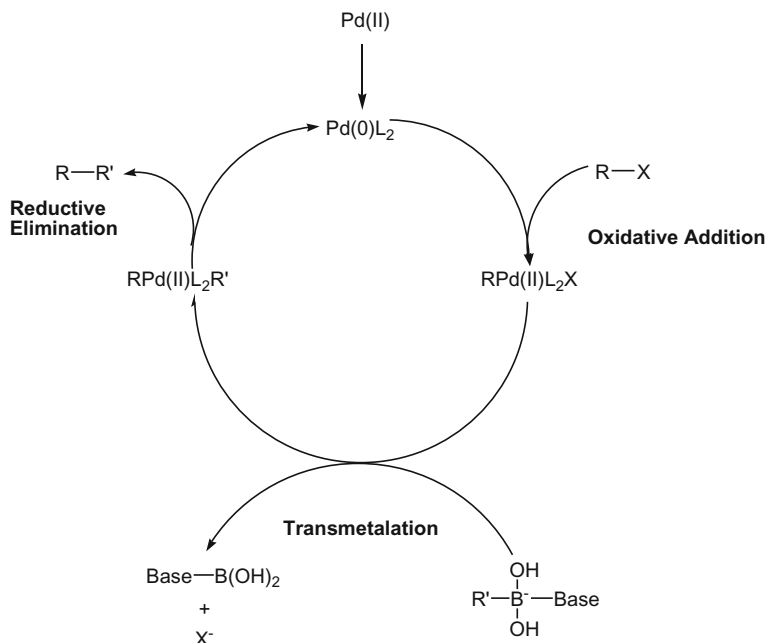 Pd(II)
Pd(0)L2
R—R'
R—X
Reductive
Elimination
Oxidative Addition
RPd(II)L2R'
RPd(II)L2X
Transmetalation
Base—B(OH)2
+
X-
OH
R'—B-—Base
OH